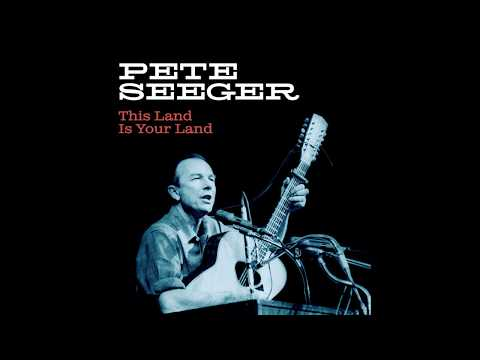 PETE
SEEGER
This Land
Is Your Land